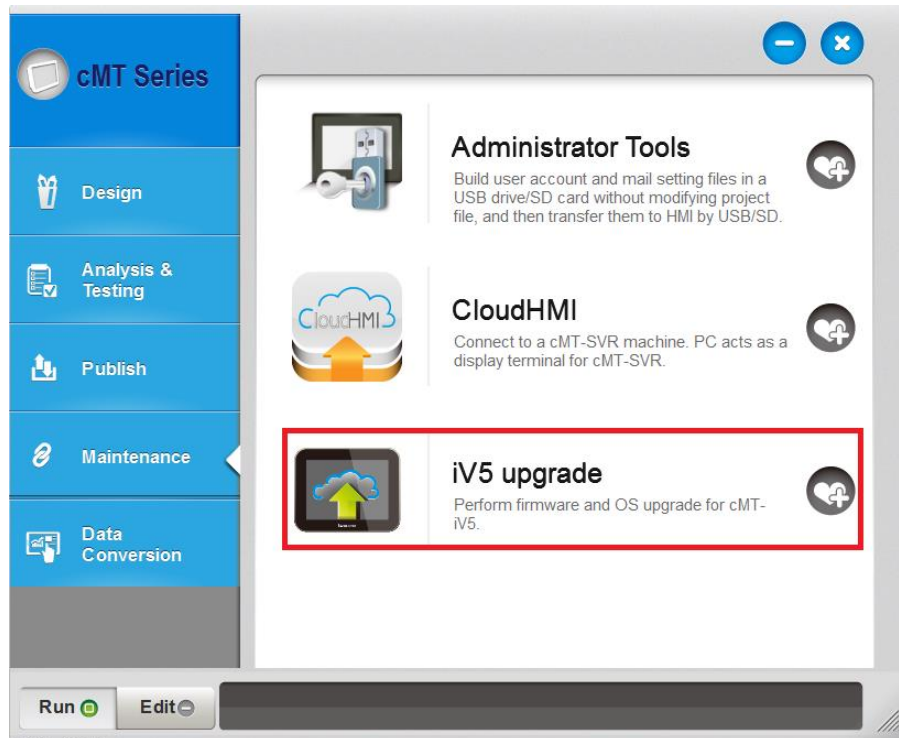 cMT Series
Design
Analysis &
Testing
Publish
Maintenance
Data
Conversion
Administrator Tools
Build user account and mail setting files in a
USB drive/SD card without modifying project
file, and then transfer them to HMI by USB/SD.
CloudHMI
CloudHMI
Connect to a cMT-SVR machine. PC acts as a
display terminal for cMT-SVR.
iV5 upgrade
Perform firmware and OS upgrade for cMT-
iV5.
Run
Edit